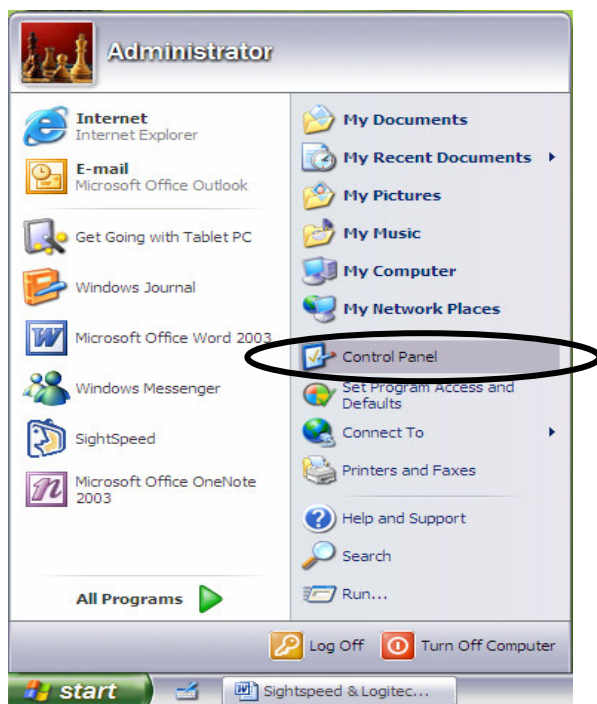 Administrator
Internet
Internet Explorer
E-mail
Microsoft Office Outlook
Get Going with Tablet PC
Windows Journal
Microsoft Office Word 2003
Windows Messenger
SightSpeed
Microsoft Office OneNote
2003
All Programs
My Documents
My Recent Documents
My Pictures
My Music
My Computer
My Network Places
Control Panel
Set Program Access and
Defaults
Connect To
Printers and Faxes
Help and Support
Search
Run...
Log Off
Turn Off Computer
start
Sightspeed & Logitec...